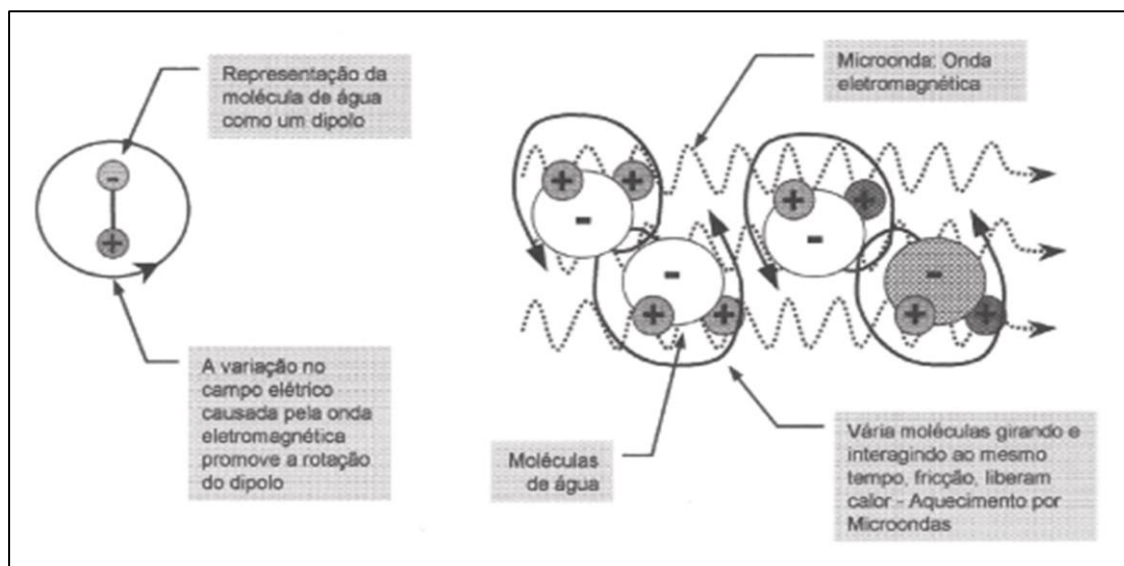 Representação da
molécula de água
como um dipolo
A variação no
campo elétrico
causada pela onda
eletromagnética
promove a rotação
do dipolo
Microonda: Onda
eletromagnética
Moléculas
de água
Vária moléculas girando e
interagindo ao mesmo
tempo, fricção, liberam
calor - Aquecimento por
Microondas
-
+
+ +
-
-
+ +
+ +
-
-
+ +